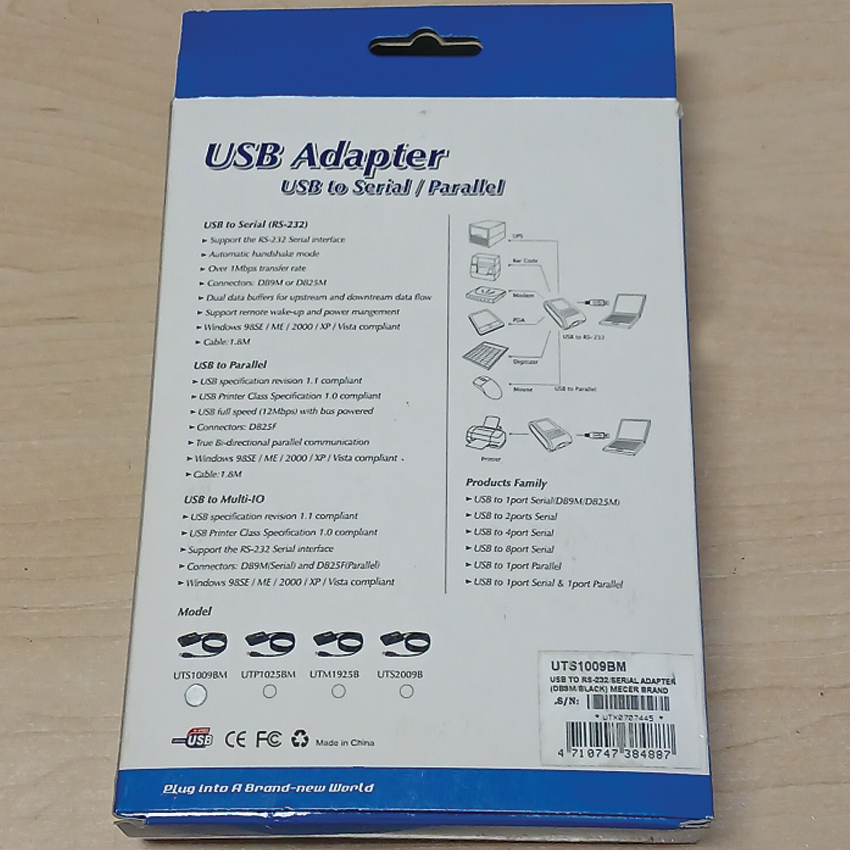 USB Adapter
USB to Serial / Parallel
USB to Serial (RS-232)
► Support the RS-232 Serial interface
► Automatic handshake mode
► Over 1Mbps transfer rate
► Connectors: DB9M or DB25M
► Dual data buffers for upstream and downtream data flow
► Support remote wake-up and power mangement
► Windows 98SE / ME / 2000 / XP / Vista compliant
► Cable:1.8M
USB to Parallel
► USB specification revision 1.1 compliant
► USB Printer Class Specification 1.0 compliant
► USB full speed (12Mbps) with bus powered
► Connectors: DB25F
► True Bi-directional parallel communication
► Windows 98SE / ME / 2000 / XP / Vista compliant
► Cable:1.8M
USB to Multi-IO
► USB specification revision 1.1 compliant
► USB Printer Class Specification 1.0 compliant
► Support the RS-232 Serial interface
► Connectors: DB9M(Serial) and DB25F(Parallel)
► Windows 98SE / ME / 2000 / XP / Vista compliant
UPS
Bar Code
Modem
PDA
USB to RS-232
Digitizer
Mouse
USB to Parallel
Printer
Products Family
► USB to 1port Serial(DB9M/DB25M)
► USB to 2ports Serial
► USB to 4port Serial
► USB to 8port Serial
► USB to 1port Parallel
► USB to 1port Serial & 1port Parallel
Model
UTS1009BM UTP1025BM UTM1925B UTS2009B
USB CE FC Made in China
UTS1009BM
USB TO RS-232/SERIAL ADAPTER
(DB9M/BLACK) MECER BRAND
S/N:
* UTX0707445 *
4 710747 384887
Plug into A Brand-new World